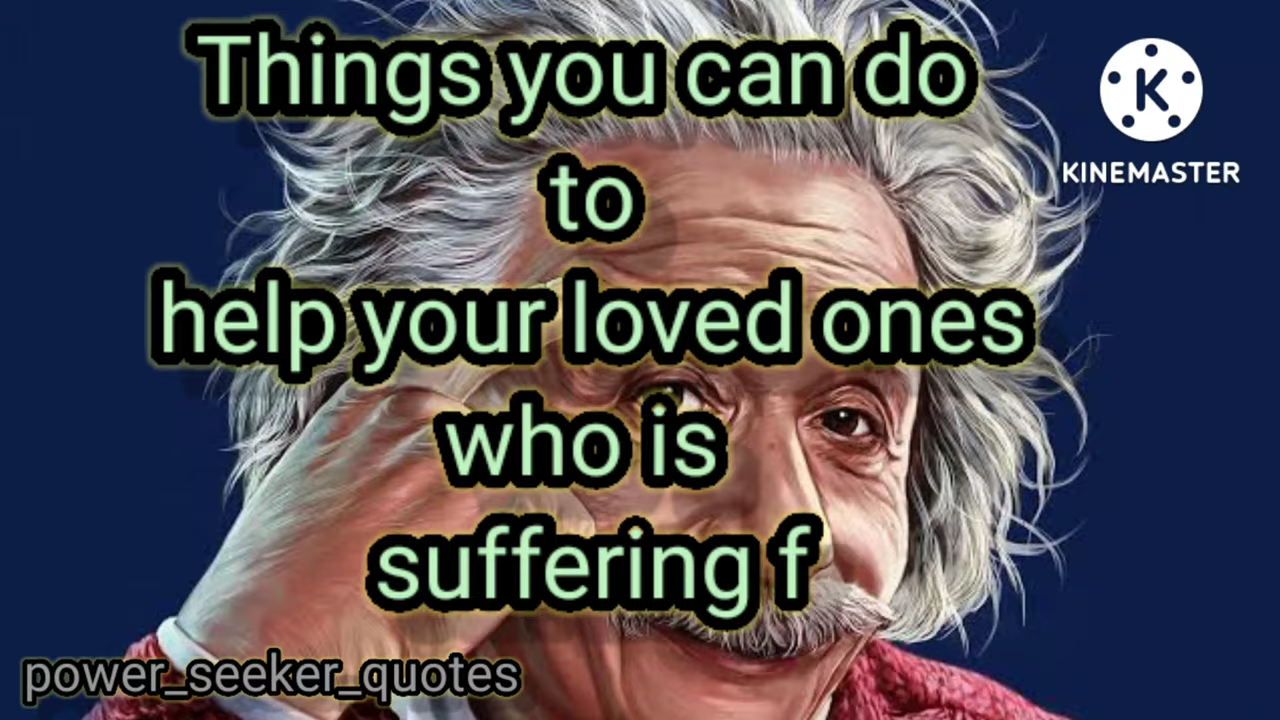 Things you can do
to
help your loved ones
who is
suffering f
K
KINEMASTER
power_seeker_quotes